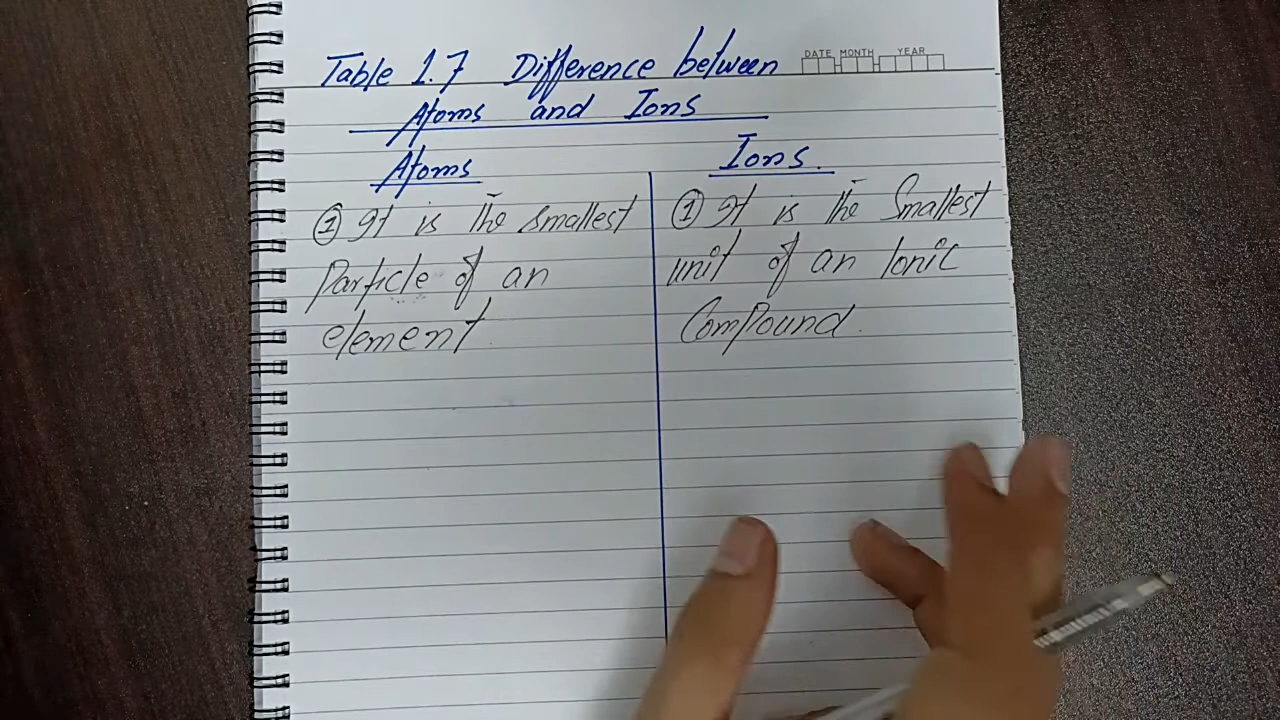 Table 1.7 Difference between
DATE MONTH YEAR
Atoms and Ions
Atoms
① It is the smallest
Particle of an
element.
Ions.
① It is the Smallest
unit of an Ionic
Compound.